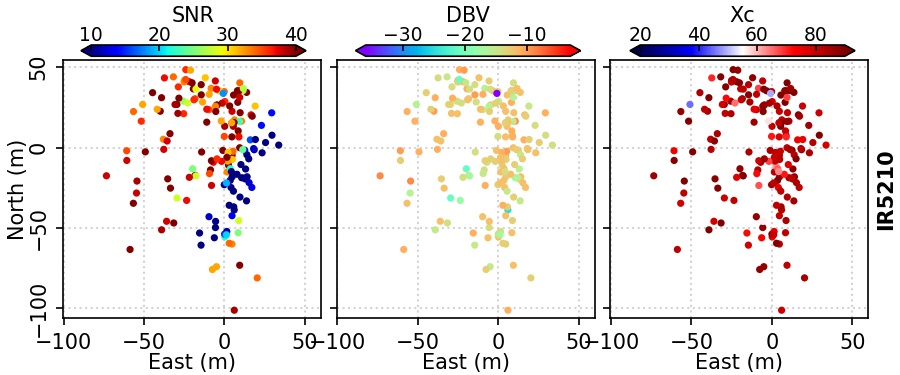 SNR DBV Xc
10 20 30 40 −30 −20 −10 20 40 60 80
50
0
−50
−100
North (m)
−100 −50 0 50 −100 −50 0 50 −100 −50 0 50
East (m) East (m) East (m)
IR5210